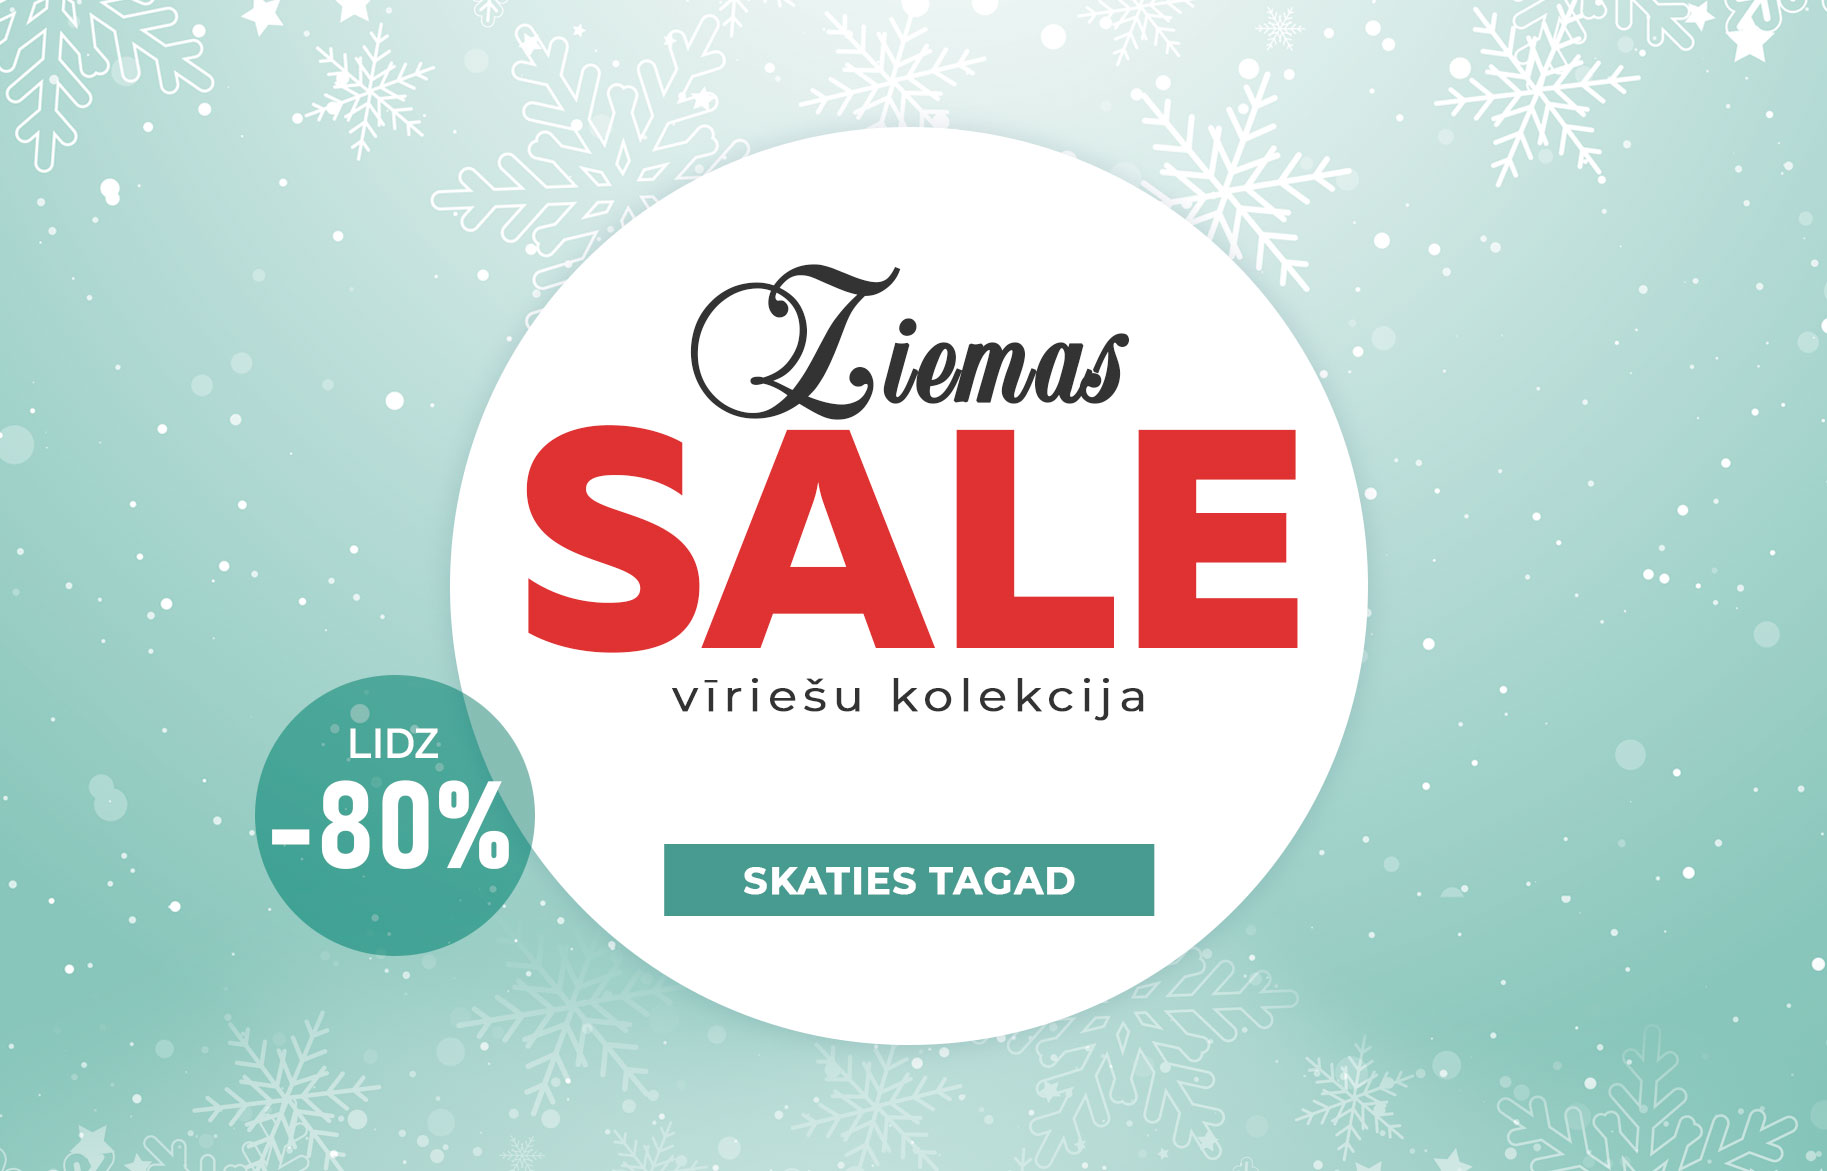 Ziemas
SALE
vīriešu kolekcija
LIDZ
-80%
SKATIES TAGAD